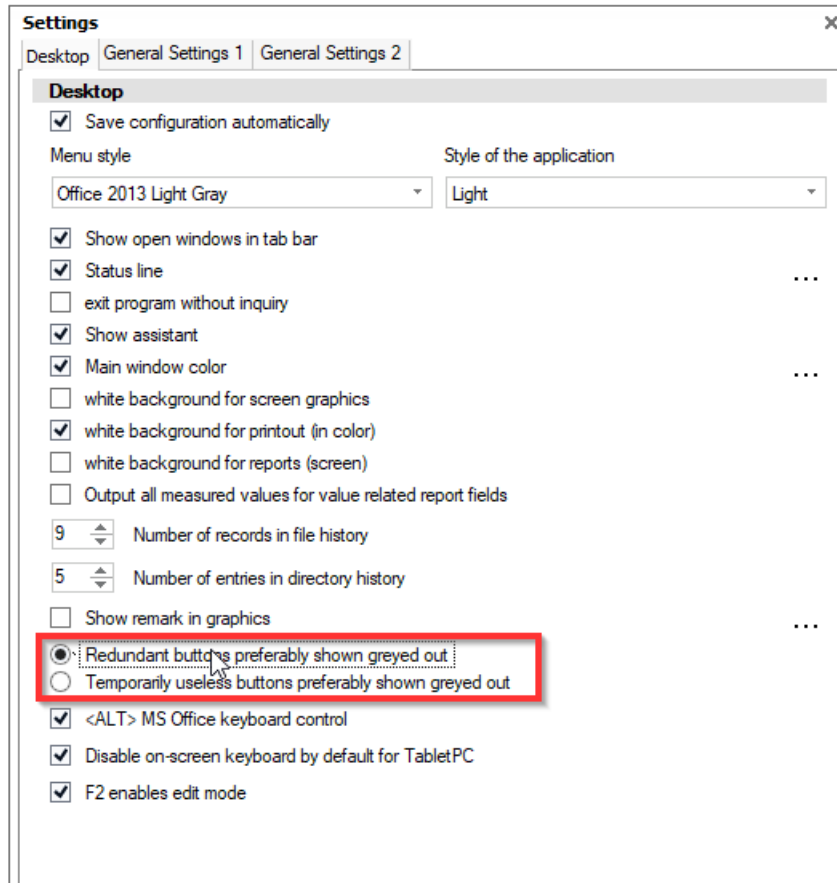 Settings
Desktop General Settings 1 General Settings 2
Desktop
Save configuration automatically
Menu style Style of the application
Office 2013 Light Gray Light
Show open windows in tab bar
Status line ...
exit program without inquiry
Show assistant
Main window color ...
white background for screen graphics
white background for printout (in color)
white background for reports (screen)
Output all measured values for value related report fields
9 Number of records in file history
5 Number of entries in directory history
Show remark in graphics ...
Redundant buttons preferably shown greyed out
Temporarily useless buttons preferably shown greyed out
<ALT> MS Office keyboard control
Disable on-screen keyboard by default for TabletPC
F2 enables edit mode